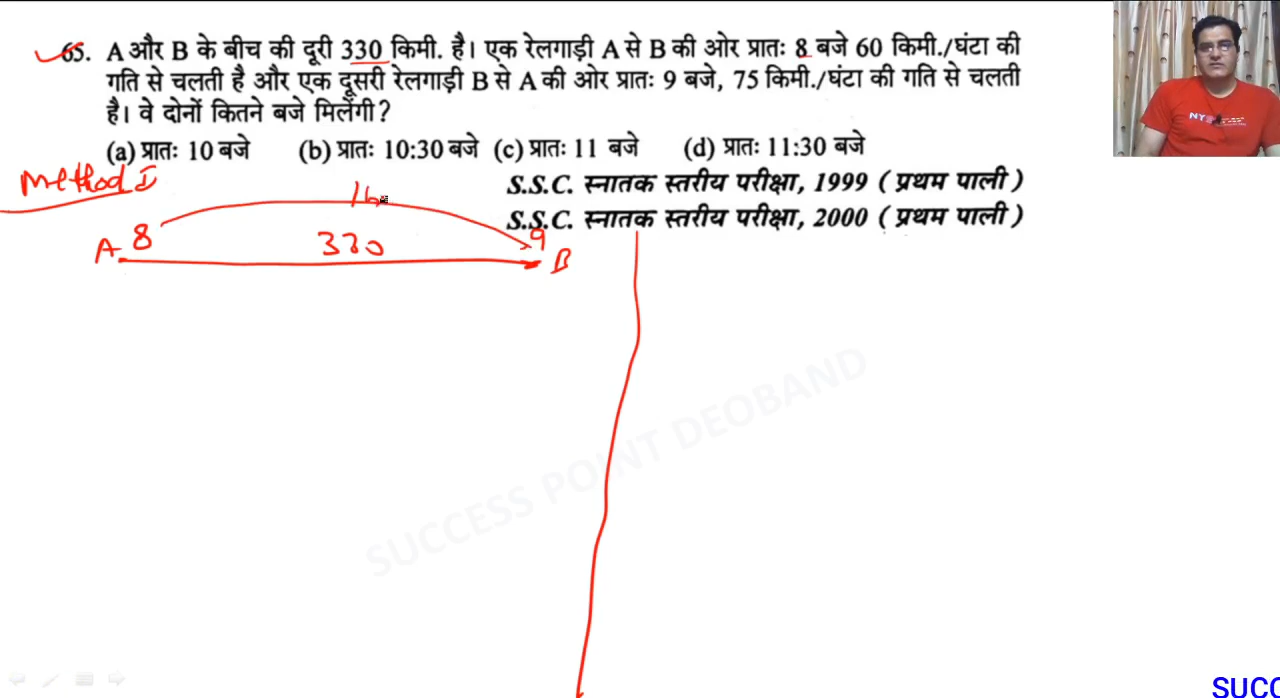 65. A और B के बीच की दूरी 330 किमी. है। एक रेलगाड़ी A से B की ओर प्रातः 8 बजे 60 किमी./घंटा की
गति से चलती है और एक दूसरी रेलगाड़ी B से A की ओर प्रातः 9 बजे, 75 किमी./घंटा की गति से चलती
है। वे दोनों कितने बजे मिलेंगी?
(a) प्रातः 10 बजे (b) प्रातः 10:30 बजे (c) प्रातः 11 बजे (d) प्रातः 11:30 बजे
Method I
S.S.C. स्नातक स्तरीय परीक्षा, 1999 ( प्रथम पाली )
S.S.C. स्नातक स्तरीय परीक्षा, 2000 ( प्रथम पाली )
A 8 330 9 B
SUCCESS POINT DEOBAND
SUCC